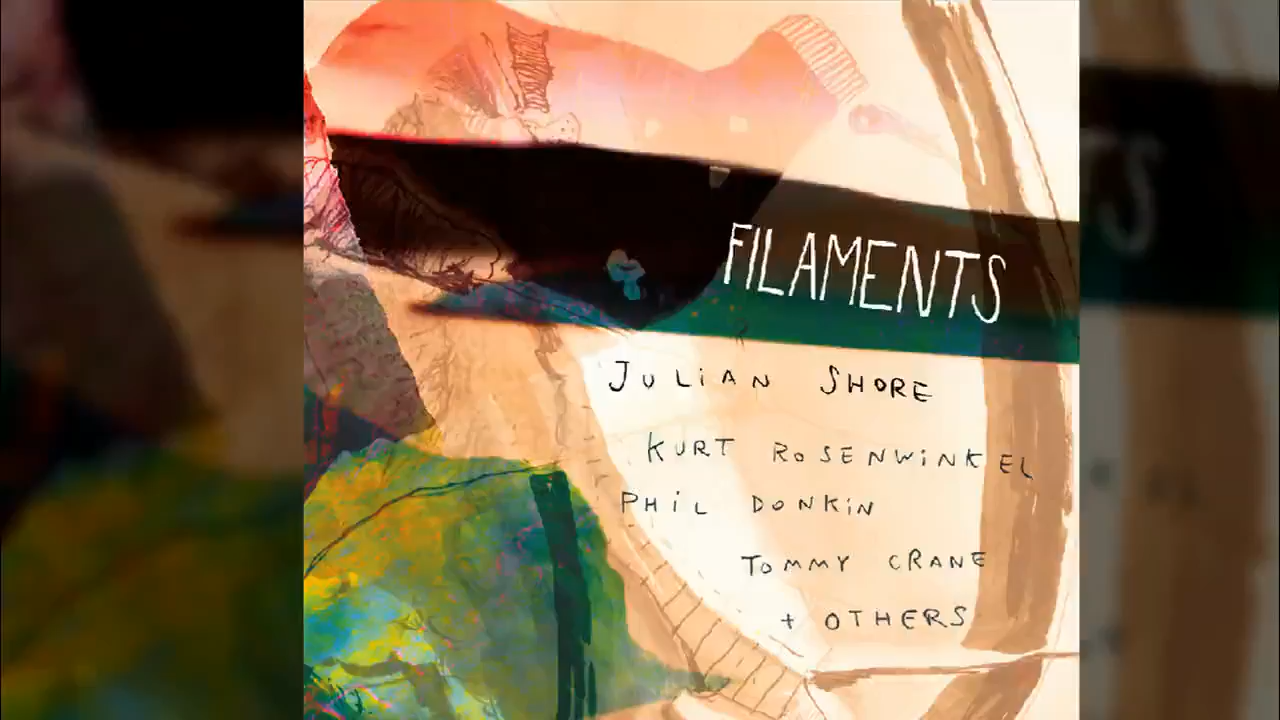 FILAMENTS
JULiAN SHORE
KURT ROSENWiNKEL
PHiL DONKiN
TOMMY CRANE
+ OTHERS